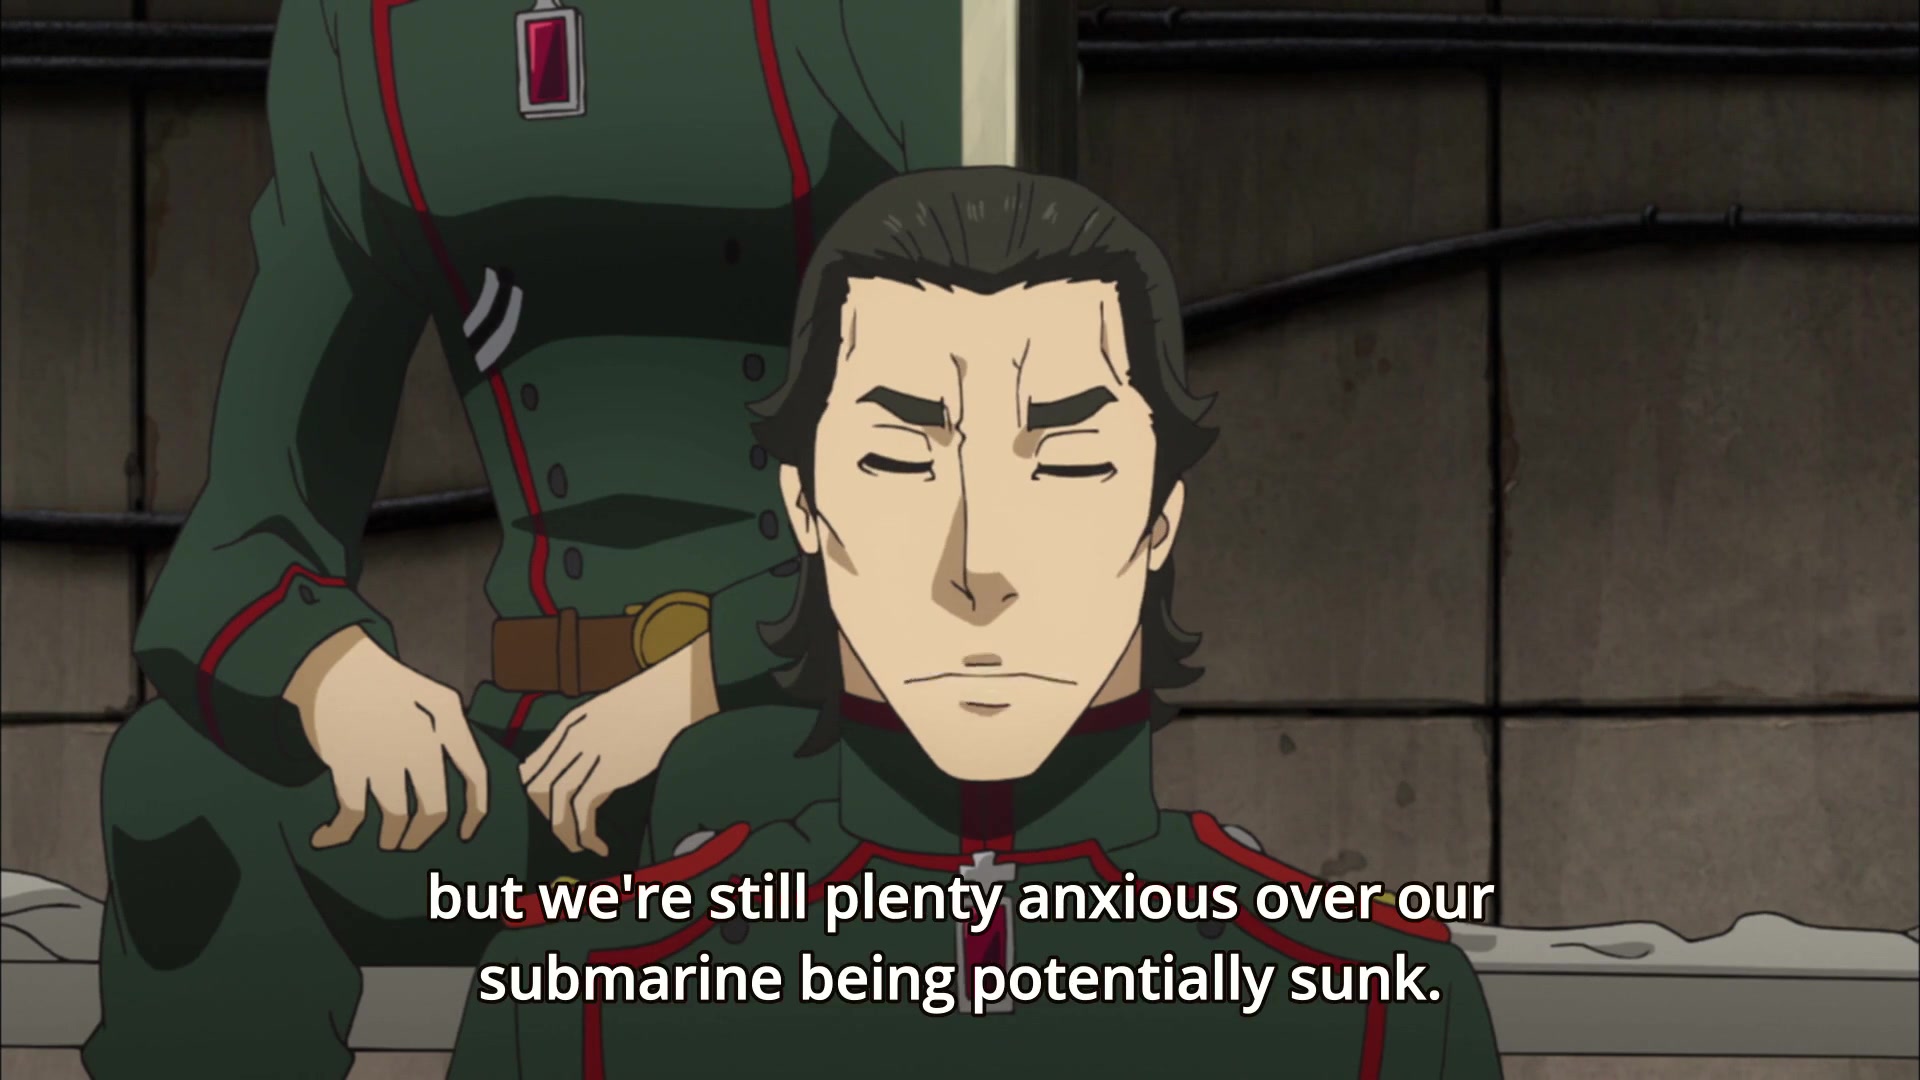 but we're still plenty anxious over our
submarine being potentially sunk.